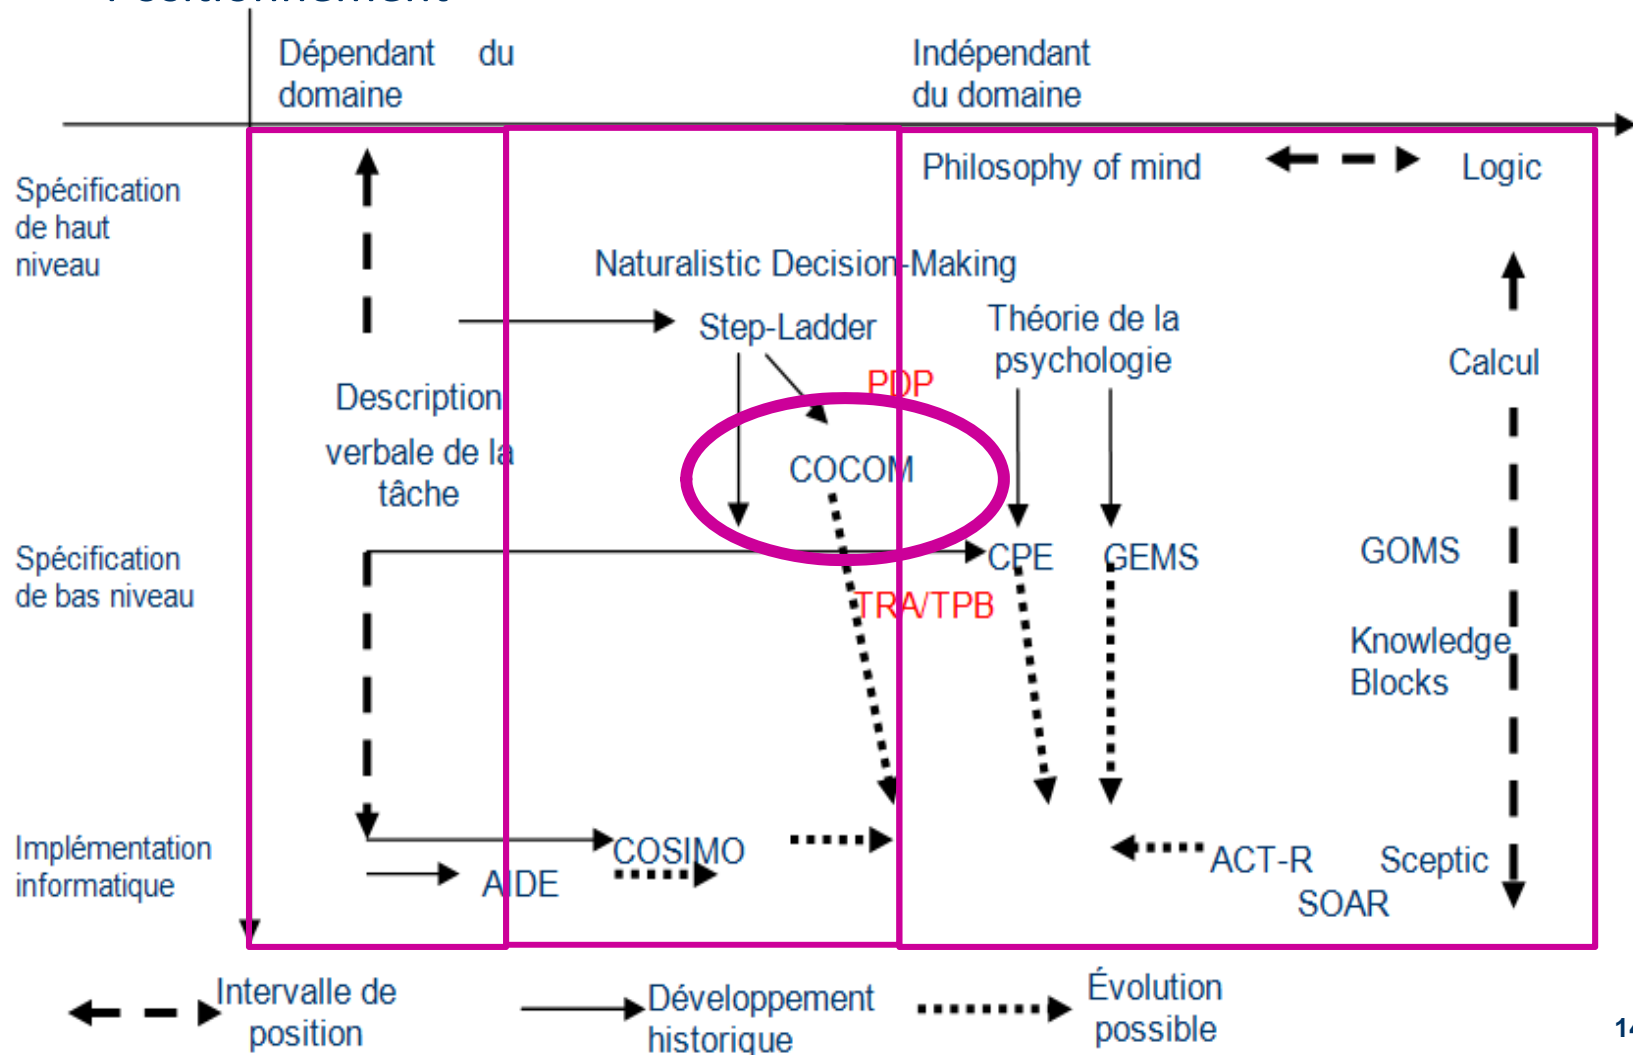 Positionnement
Dépendant du
domaine
Indépendant
du domaine
Spécification
de haut
niveau
Philosophy of mind
Logic
Naturalistic Decision-Making
Step-Ladder
Théorie de la
psychologie
Calcul
PDP
Description
verbale de la
tâche
COCOM
Spécification
de bas niveau
CPE
GEMS
GOMS
TRA/TPB
Knowledge
Blocks
Implémentation
informatique
COSIMO
AIDE
ACT-R
Sceptic
SOAR
Intervalle de
position
Développement
historique
Évolution
possible
14